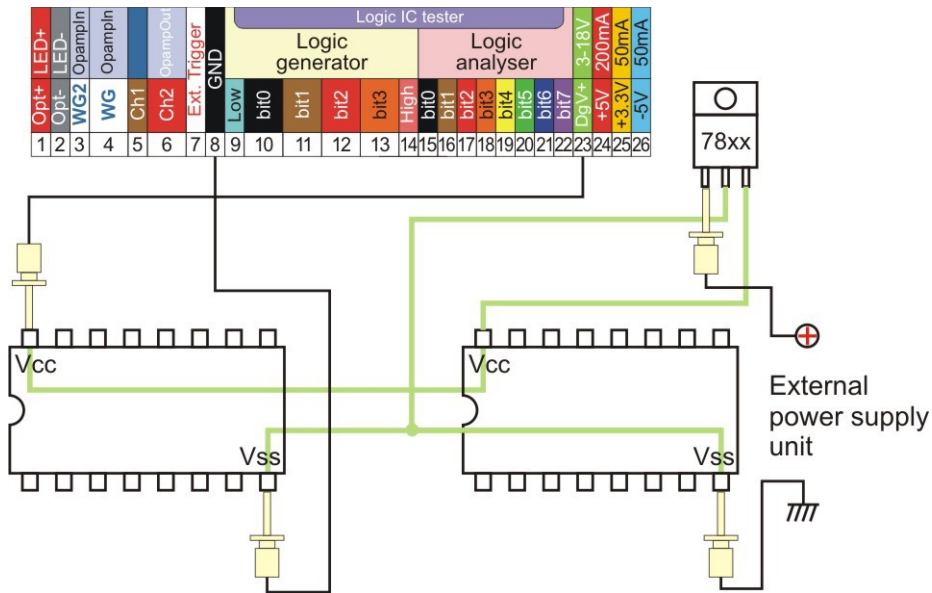 Logic IC tester
Logic
generator
Logic
analyser
LED+
LED-
OpampIn
OpampIn
OpampOut
Ext. Trigger
GND
3-18V
200mA
50mA
50mA
Opt+
Opt-
WG2
WG
Ch1
Ch2
Low
bit0
bit1
bit2
bit3
High
bit0
bit1
bit2
bit3
bit4
bit5
bit6
bit7
DgV+
+5V
+3.3V
-5V
1 2 3 4 5 6 7 8 9 10 11 12 13 14 15 16 17 18 19 20 21 22 23 24 25 26
78xx
Vcc
Vcc
External
power supply
unit
Vss
Vss